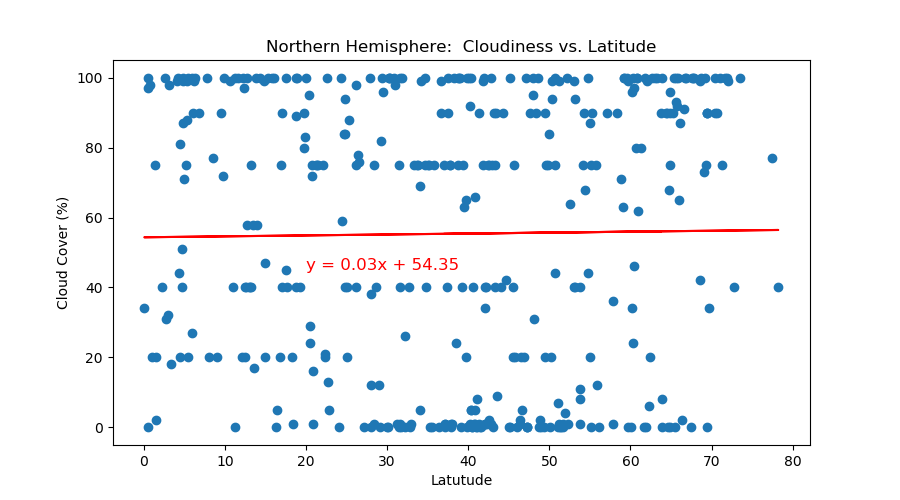 Northern Hemisphere:  Cloudiness vs. Latitude
100
80
60
40
20
0
Cloud Cover (%)
y = 0.03x + 54.35
0 10 20 30 40 50 60 70 80
Latutude